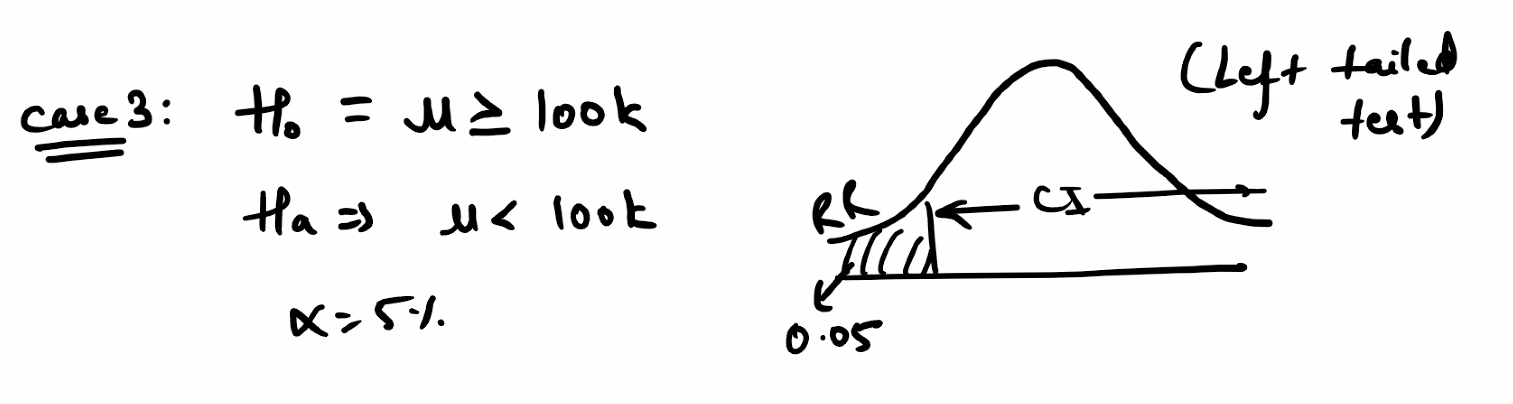 case 3: H₀ = μ ≥ 100k
Ha ⇒ μ < 100k
α = 5%
(Left tailed
test)
RR
CI
0.05